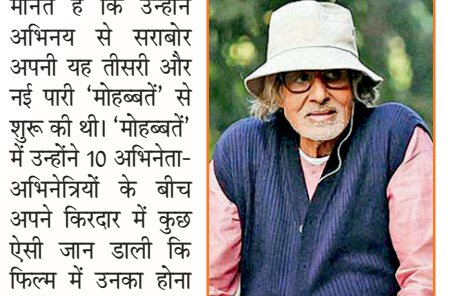 मानते हैं कि उन्होंने
अभिनय से सराबोर
अपनी यह तीसरी और
नई पारी ‘मोहब्बतें’ से
शुरू की थी। ‘मोहब्बतें’
में उन्होंने 10 अभिनेता-
अभिनेत्रियों के बीच
अपने किरदार में कुछ
ऐसी जान डाली कि
फिल्म में उनका होना